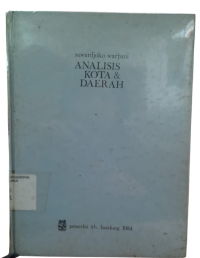 suwardjoko warpani
ANALISIS
KOTA &
DAERAH
penerbit itb Bandung 1984